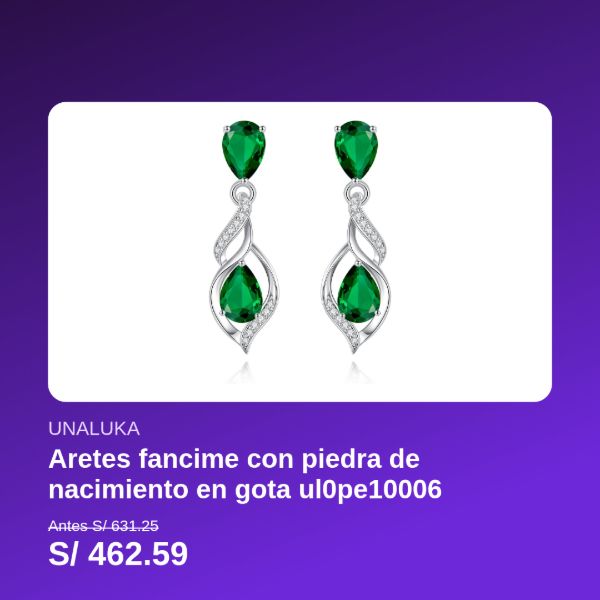 UNALUKA
Aretes fancime con piedra de
nacimiento en gota ul0pe10006
Antes S/ 631.25
S/ 462.59